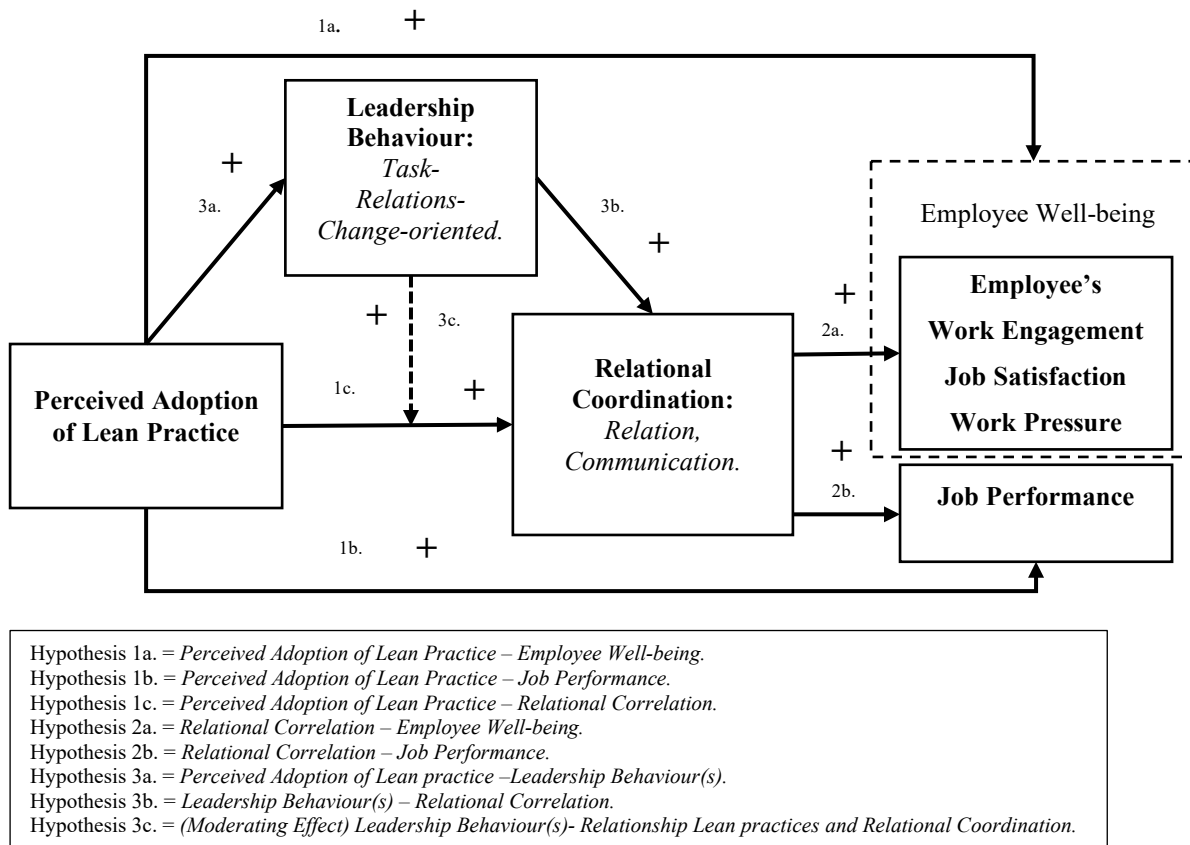 1a. +
Leadership
Behaviour:
Task-
Relations-
Change-oriented.
+
3a.
3b.
+
Employee Well-being
Employee's
Work Engagement
Job Satisfaction
Work Pressure
+
2a.
+
3c.
Perceived Adoption
of Lean Practice
1c.
+
Relational
Coordination:
Relation,
Communication.
+
2b.
Job Performance
1b. +
Hypothesis 1a. = Perceived Adoption of Lean Practice – Employee Well-being.
Hypothesis 1b. = Perceived Adoption of Lean Practice – Job Performance.
Hypothesis 1c. = Perceived Adoption of Lean Practice – Relational Correlation.
Hypothesis 2a. = Relational Correlation – Employee Well-being.
Hypothesis 2b. = Relational Correlation – Job Performance.
Hypothesis 3a. = Perceived Adoption of Lean practice –Leadership Behaviour(s).
Hypothesis 3b. = Leadership Behaviour(s) – Relational Correlation.
Hypothesis 3c. = (Moderating Effect) Leadership Behaviour(s)- Relationship Lean practices and Relational Coordination.